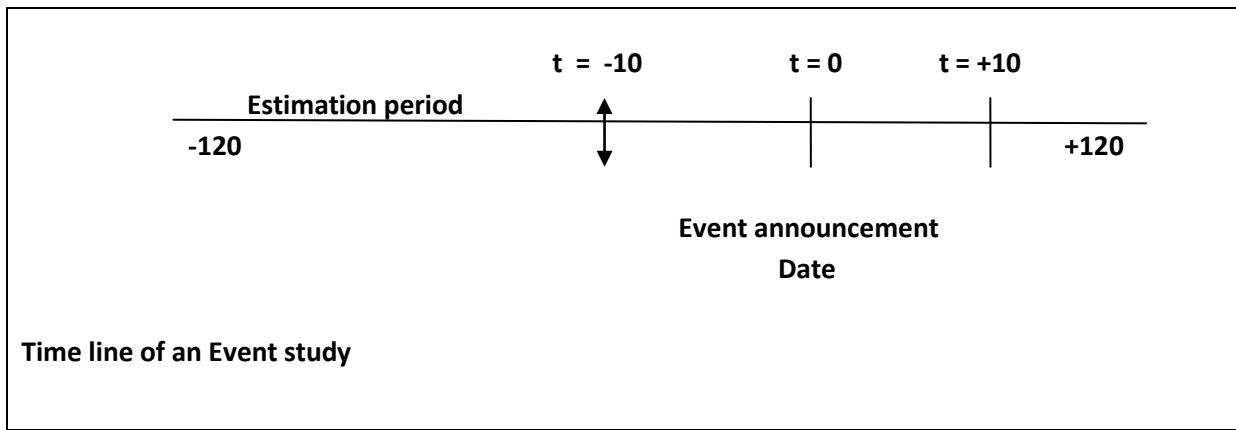 t = -10 t = 0 t = +10
Estimation period
-120 +120
Event announcement
Date
Time line of an Event study